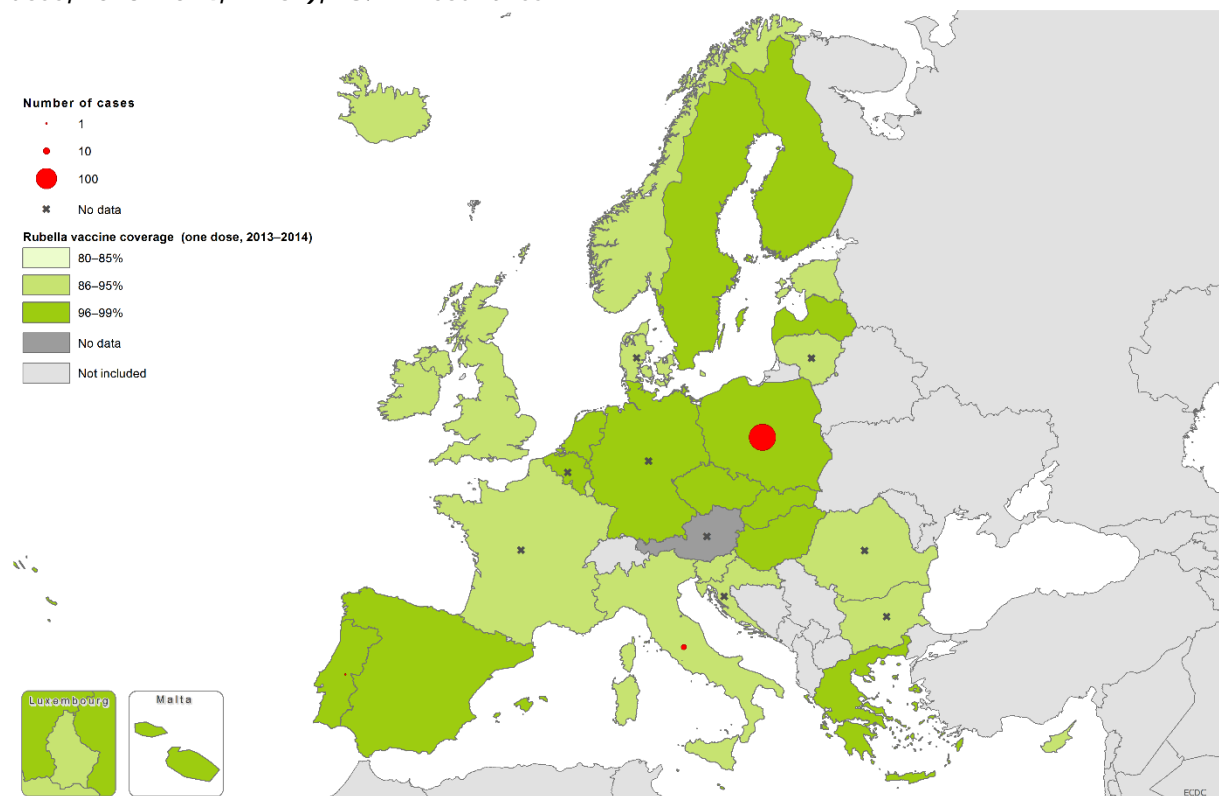 Number of cases
1
10
100
No data
Rubella vaccine coverage (one dose, 2013–2014)
80–85%
86–95%
96–99%
No data
Not included
Luxembourg
Malta
ECDC